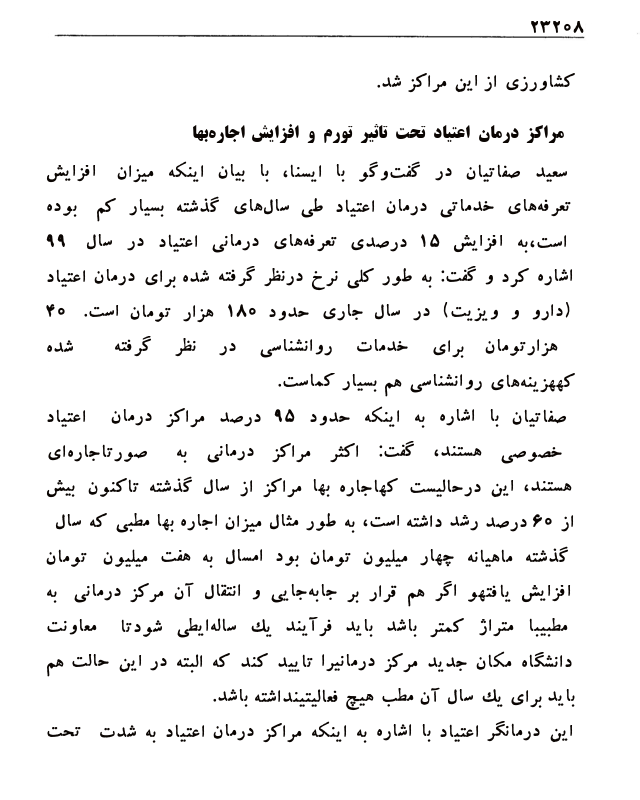 ۲۳۲۰۸
کشاورزی از این مراکز شد.
مراکز درمان اعتیاد تحت تاثیر تورم و افزایش اجاره‌بها
سعید صفاتیان در گفت‌وگو با ایسنا، با بیان اینکه میزان افزایش
تعرفه‌های خدماتی درمان اعتیاد طی سال‌های گذشته بسیار کم بوده
است،به افزایش ۱۵ درصدی تعرفه‌های درمانی اعتیاد در سال ۹۹
اشاره کرد و گفت: به طور کلی نرخ درنظر گرفته شده برای درمان اعتیاد
(دارو و ویزیت) در سال جاری حدود ۱۸۰ هزار تومان است. ۴۰
هزارتومان برای خدمات روانشناسی در نظر گرفته شده
کههزینه‌های روانشناسی هم بسیار کماست.
صفاتیان با اشاره به اینکه حدود ۹۵ درصد مراکز درمان اعتیاد
خصوصی هستند، گفت: اکثر مراکز درمانی به صورتاجاره‌ای
هستند، این درحالیست کهاجاره بها مراکز از سال گذشته تاکنون بیش
از ۶۰ درصد رشد داشته است، به طور مثال میزان اجاره بها مطبی که سال
گذشته ماهیانه چهار میلیون تومان بود امسال به هفت میلیون تومان
افزایش یافتهو اگر هم قرار بر جابه‌جایی و انتقال آن مرکز درمانی به
مطبیبا متراژ کمتر باشد باید فرآیند یك ساله‌ایطی شودتا معاونت
دانشگاه مکان جدید مرکز درمانیرا تایید کند که البته در این حالت هم
باید برای یك سال آن مطب هیچ فعالیتینداشته باشد.
این درمانگر اعتیاد با اشاره به اینکه مراکز درمان اعتیاد به شدت تحت